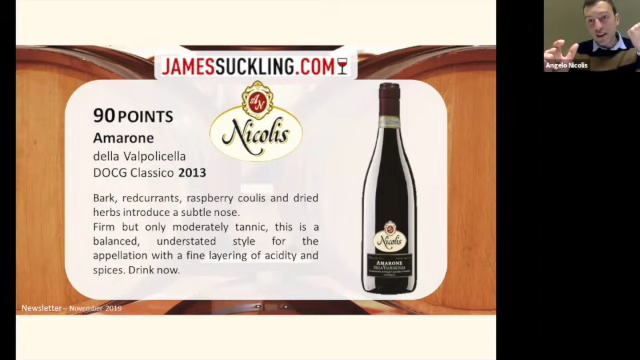 JAMESSUCKLING.COM
90 POINTS
Amarone
della Valpolicella
DOCG Classico 2013
AN
Nicolis
Bark, redcurrants, raspberry coulis and dried
herbs introduce a subtle nose.
Firm but only moderately tannic, this is a
balanced, understated style for the
appellation with a fine layering of acidity and
spices. Drink now.
Nicolis
AMARONE
Newsletter – November 2019
Angelo Nicolis